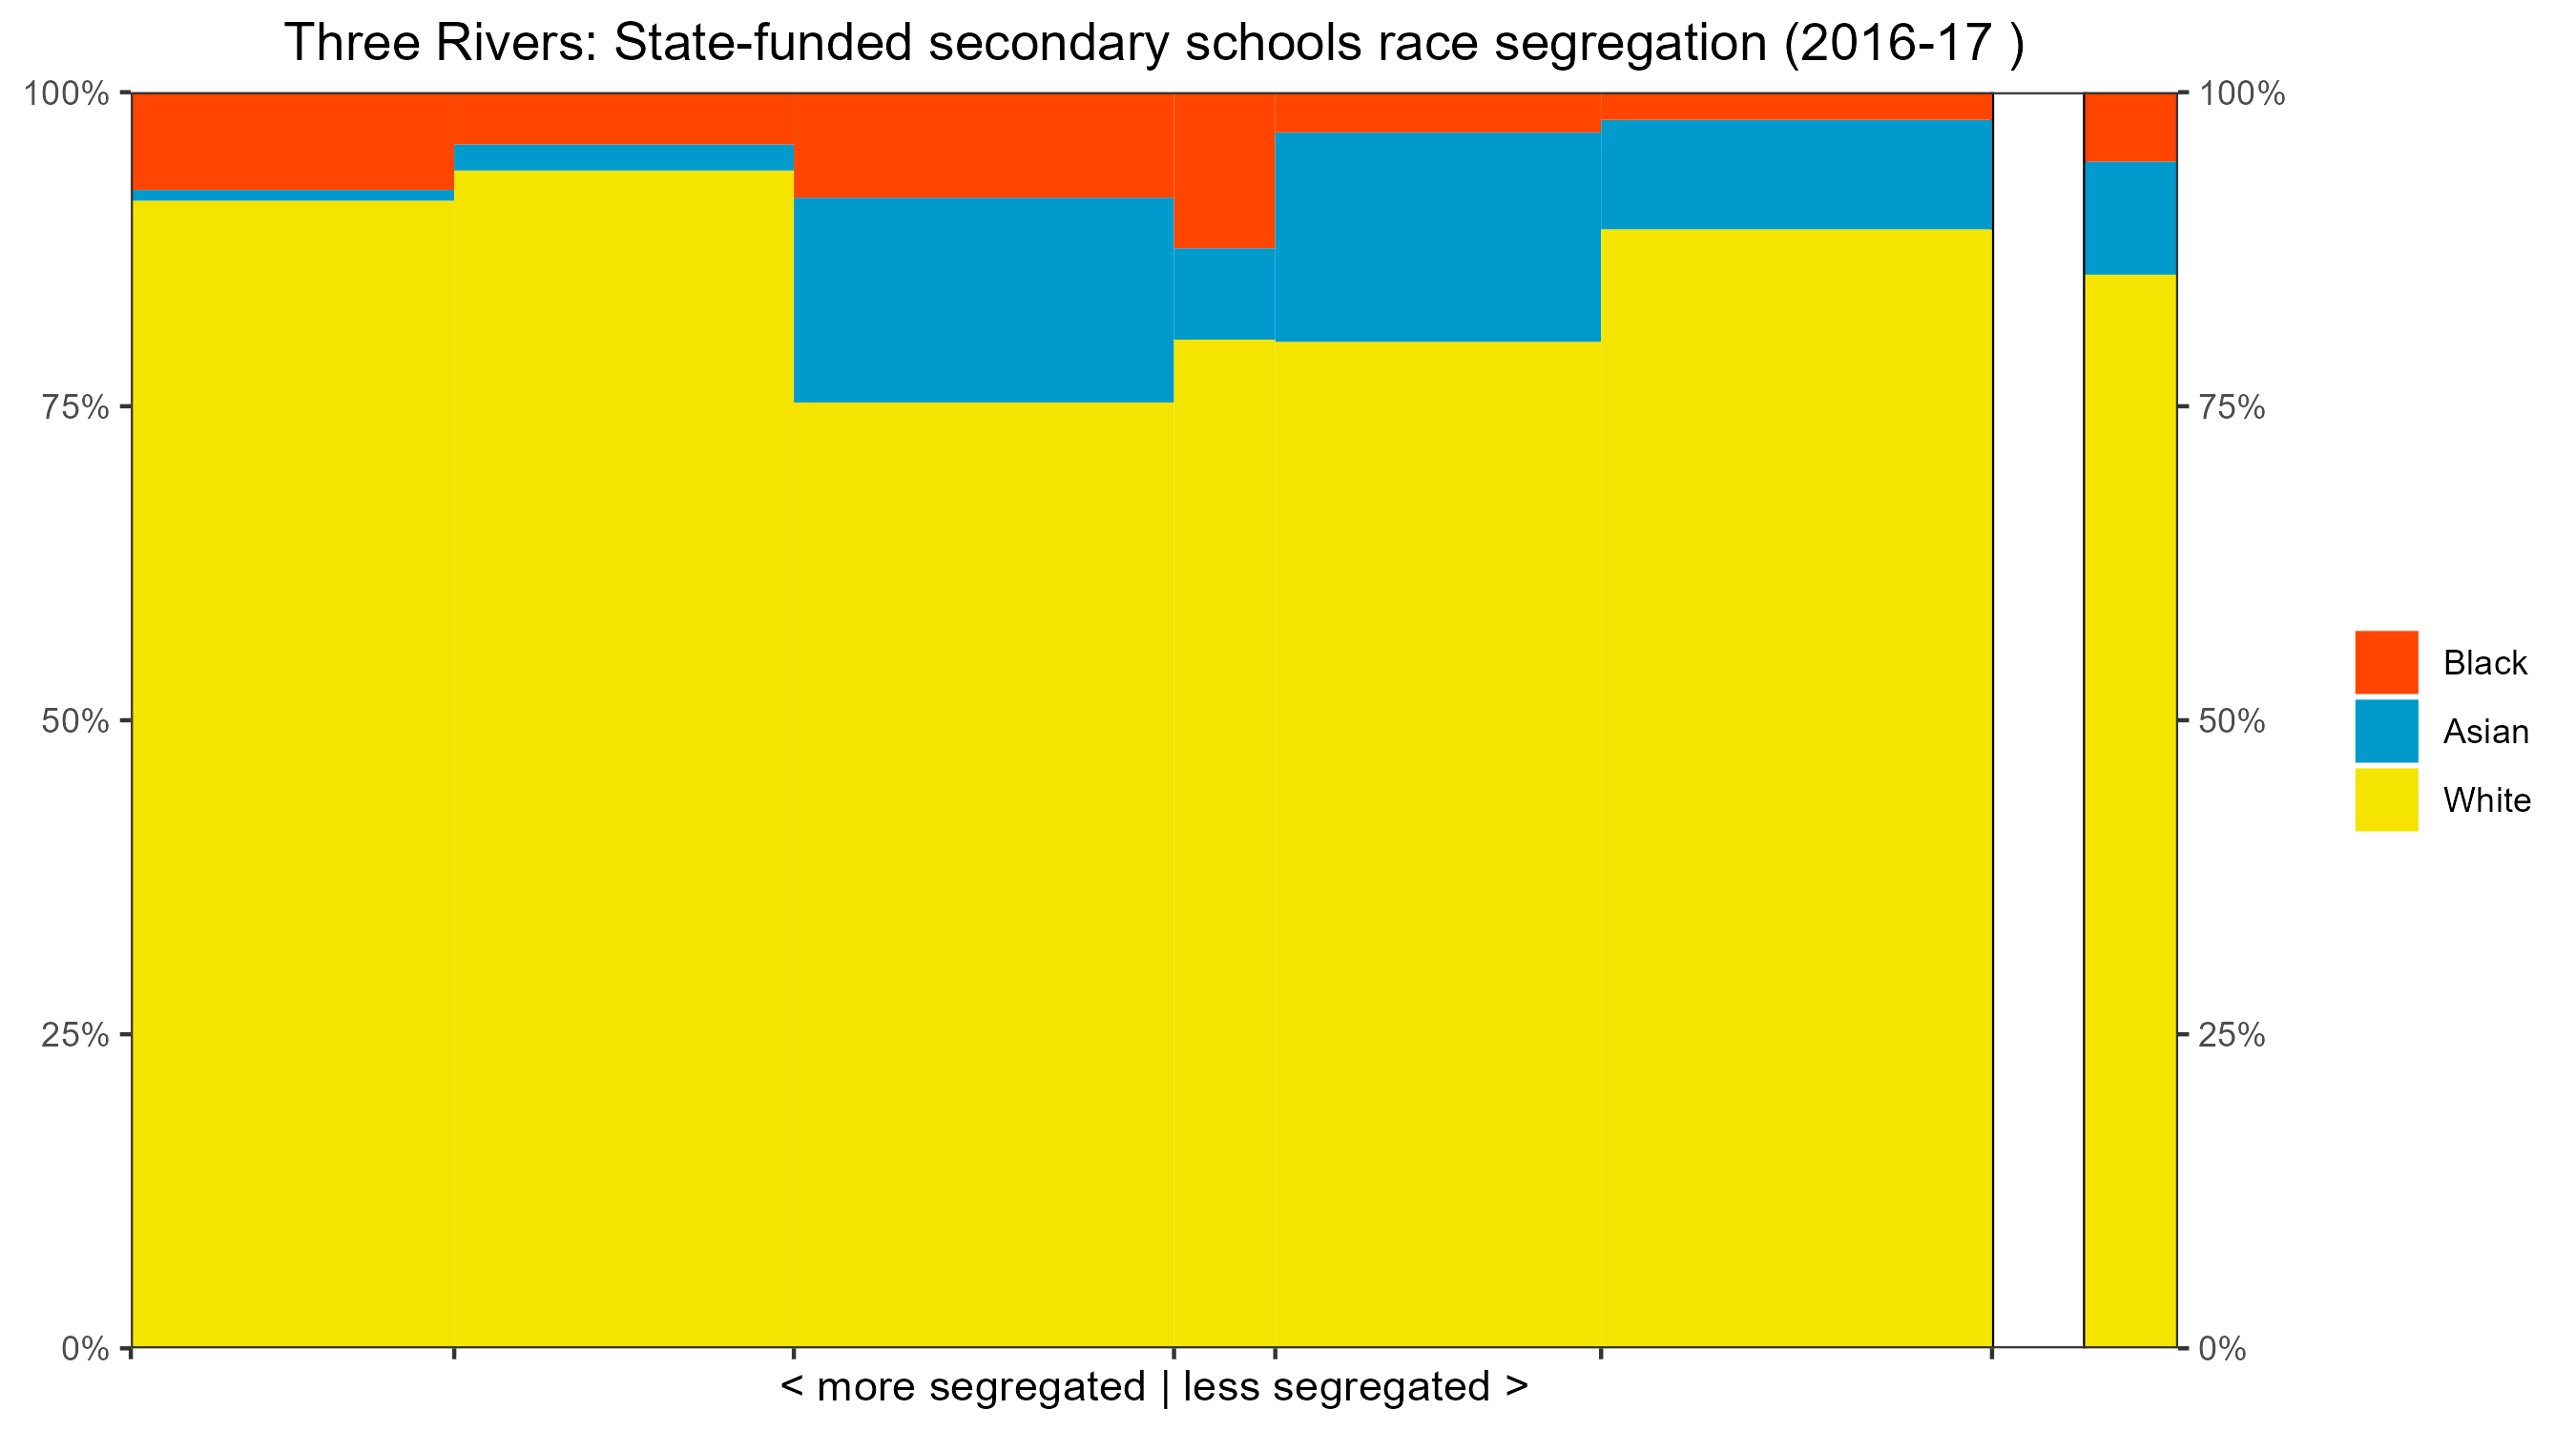 Three Rivers: State-funded secondary schools race segregation (2016-17 )
100%
75%
50%
25%
0%
100%
75%
50%
25%
0%
Black
Asian
White
< more segregated | less segregated >